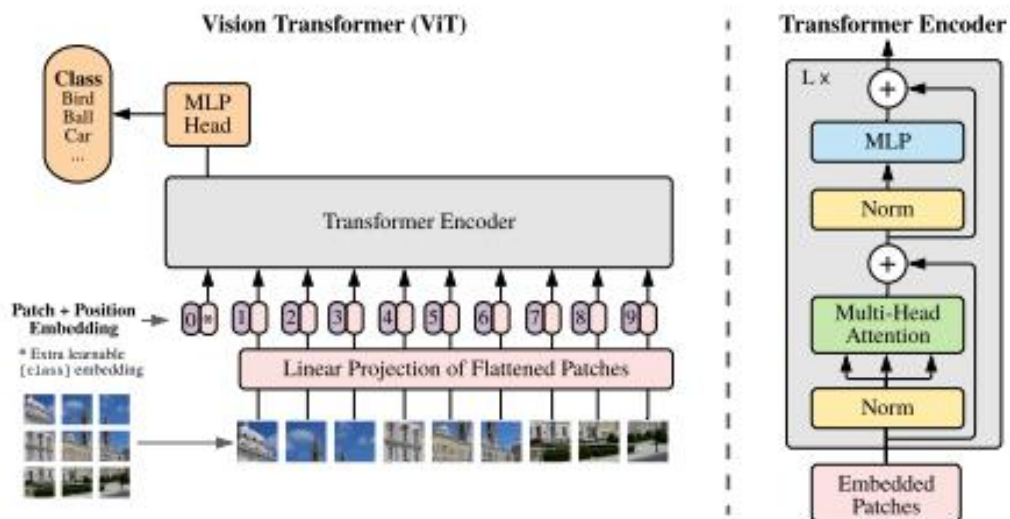 Vision Transformer (ViT)
Class
Bird
Ball
Car
...
MLP
Head
Transformer Encoder
Patch + Position
Embedding
* Extra learnable
[class] embedding
0 *
1
2
3
4
5
6
7
8
9
Linear Projection of Flattened Patches
Transformer Encoder
L ×
+
MLP
Norm
+
Multi-Head
Attention
Norm
Embedded
Patches